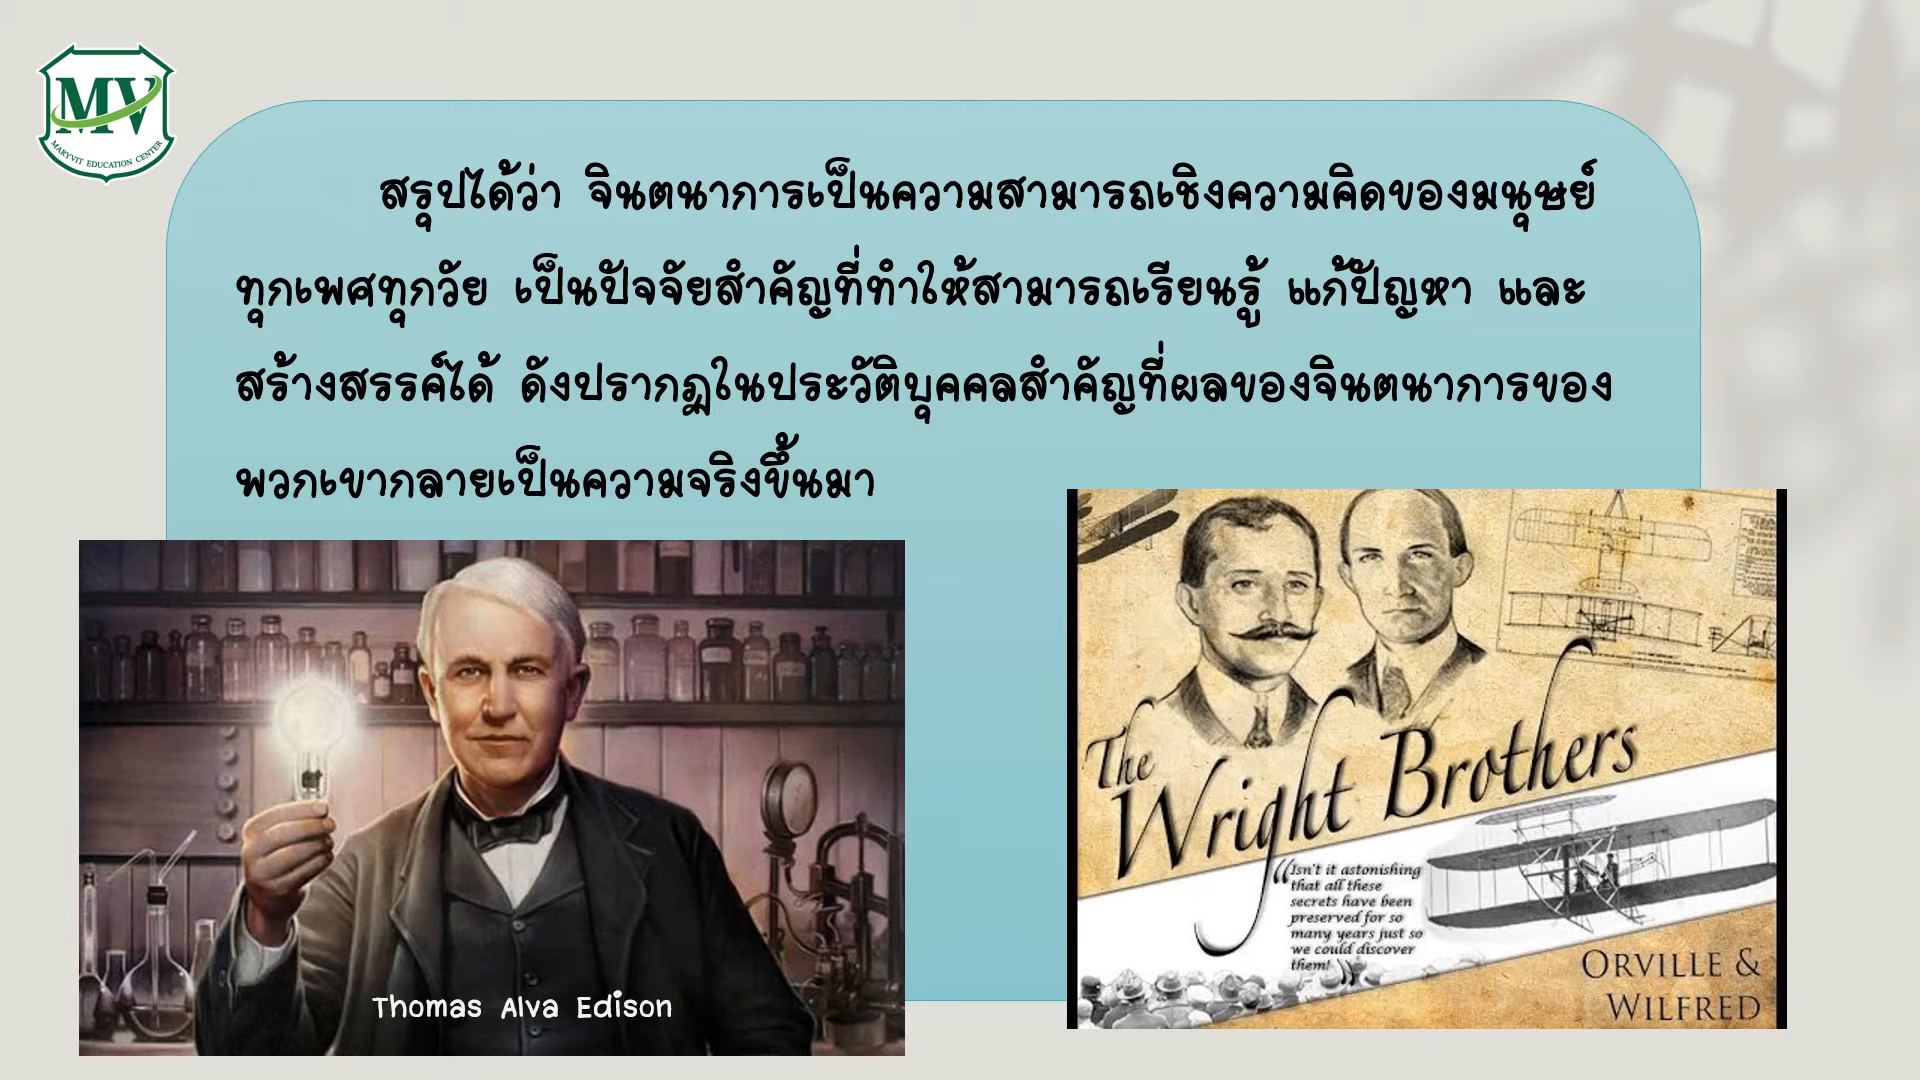 MV
MARYVIT EDUCATION CENTER
สรุปได้ว่า จินตนาการเป็นความสามารถเชิงความคิดของมนุษย์
ทุกเพศทุกวัย เป็นปัจจัยสำคัญที่ทำให้สามารถเรียนรู้ แก้ปัญหา และ
สร้างสรรค์ได้ ดังปรากฏในประวัติบุคคลสำคัญที่ผลของจินตนาการของ
พวกเขากลายเป็นความจริงขึ้นมา
Thomas Alva Edison
The
Wright Brothers
“Isn't it astonishing
that all these
secrets have been
preserved for so
many years just so
we could discover
them!”
ORVILLE &
WILFRED